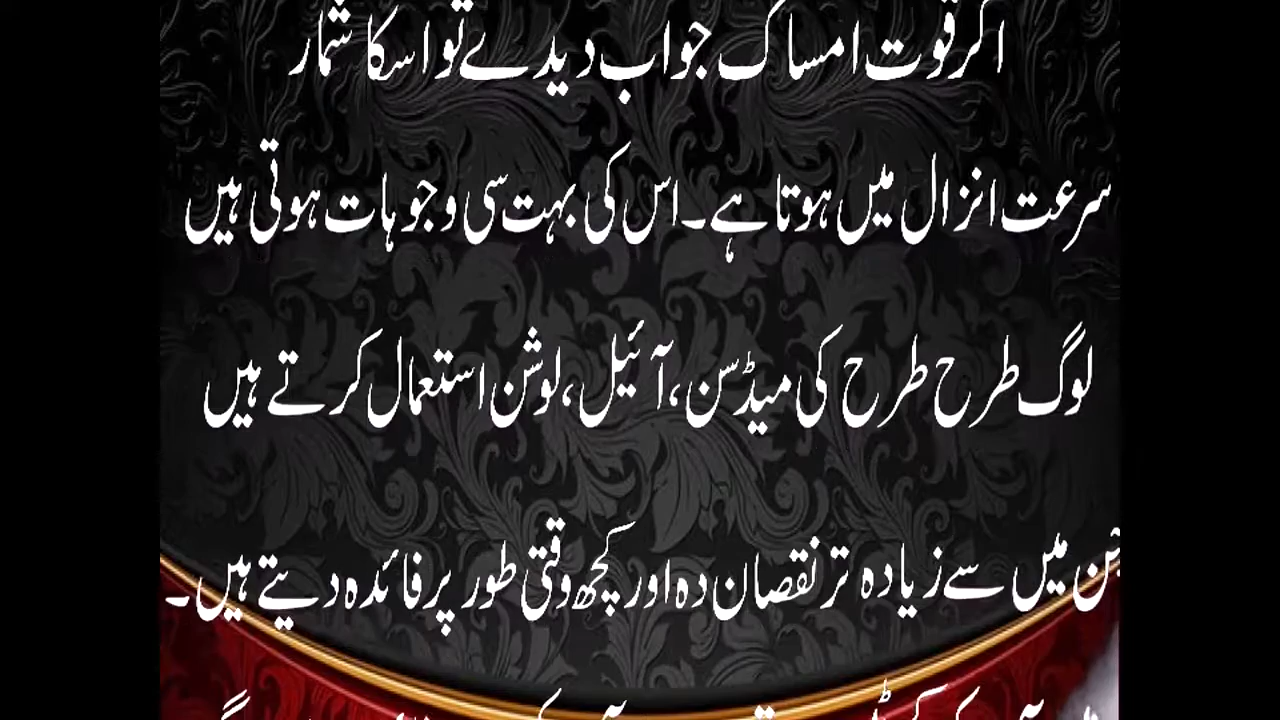 اگر قوت امساک جواب دیدے تو اسکا شمار
سرعت انزال میں ہوتا ہے۔ اس کی بہت سی وجوہات ہوتی ہیں
لوگ طرح طرح کی میڈسن، آئیل، لوشن استعمال کرتے ہیں
جن میں سے زیادہ تر نقصان دہ اور کچھ وقتی طور پر فائدہ دیتے ہیں۔